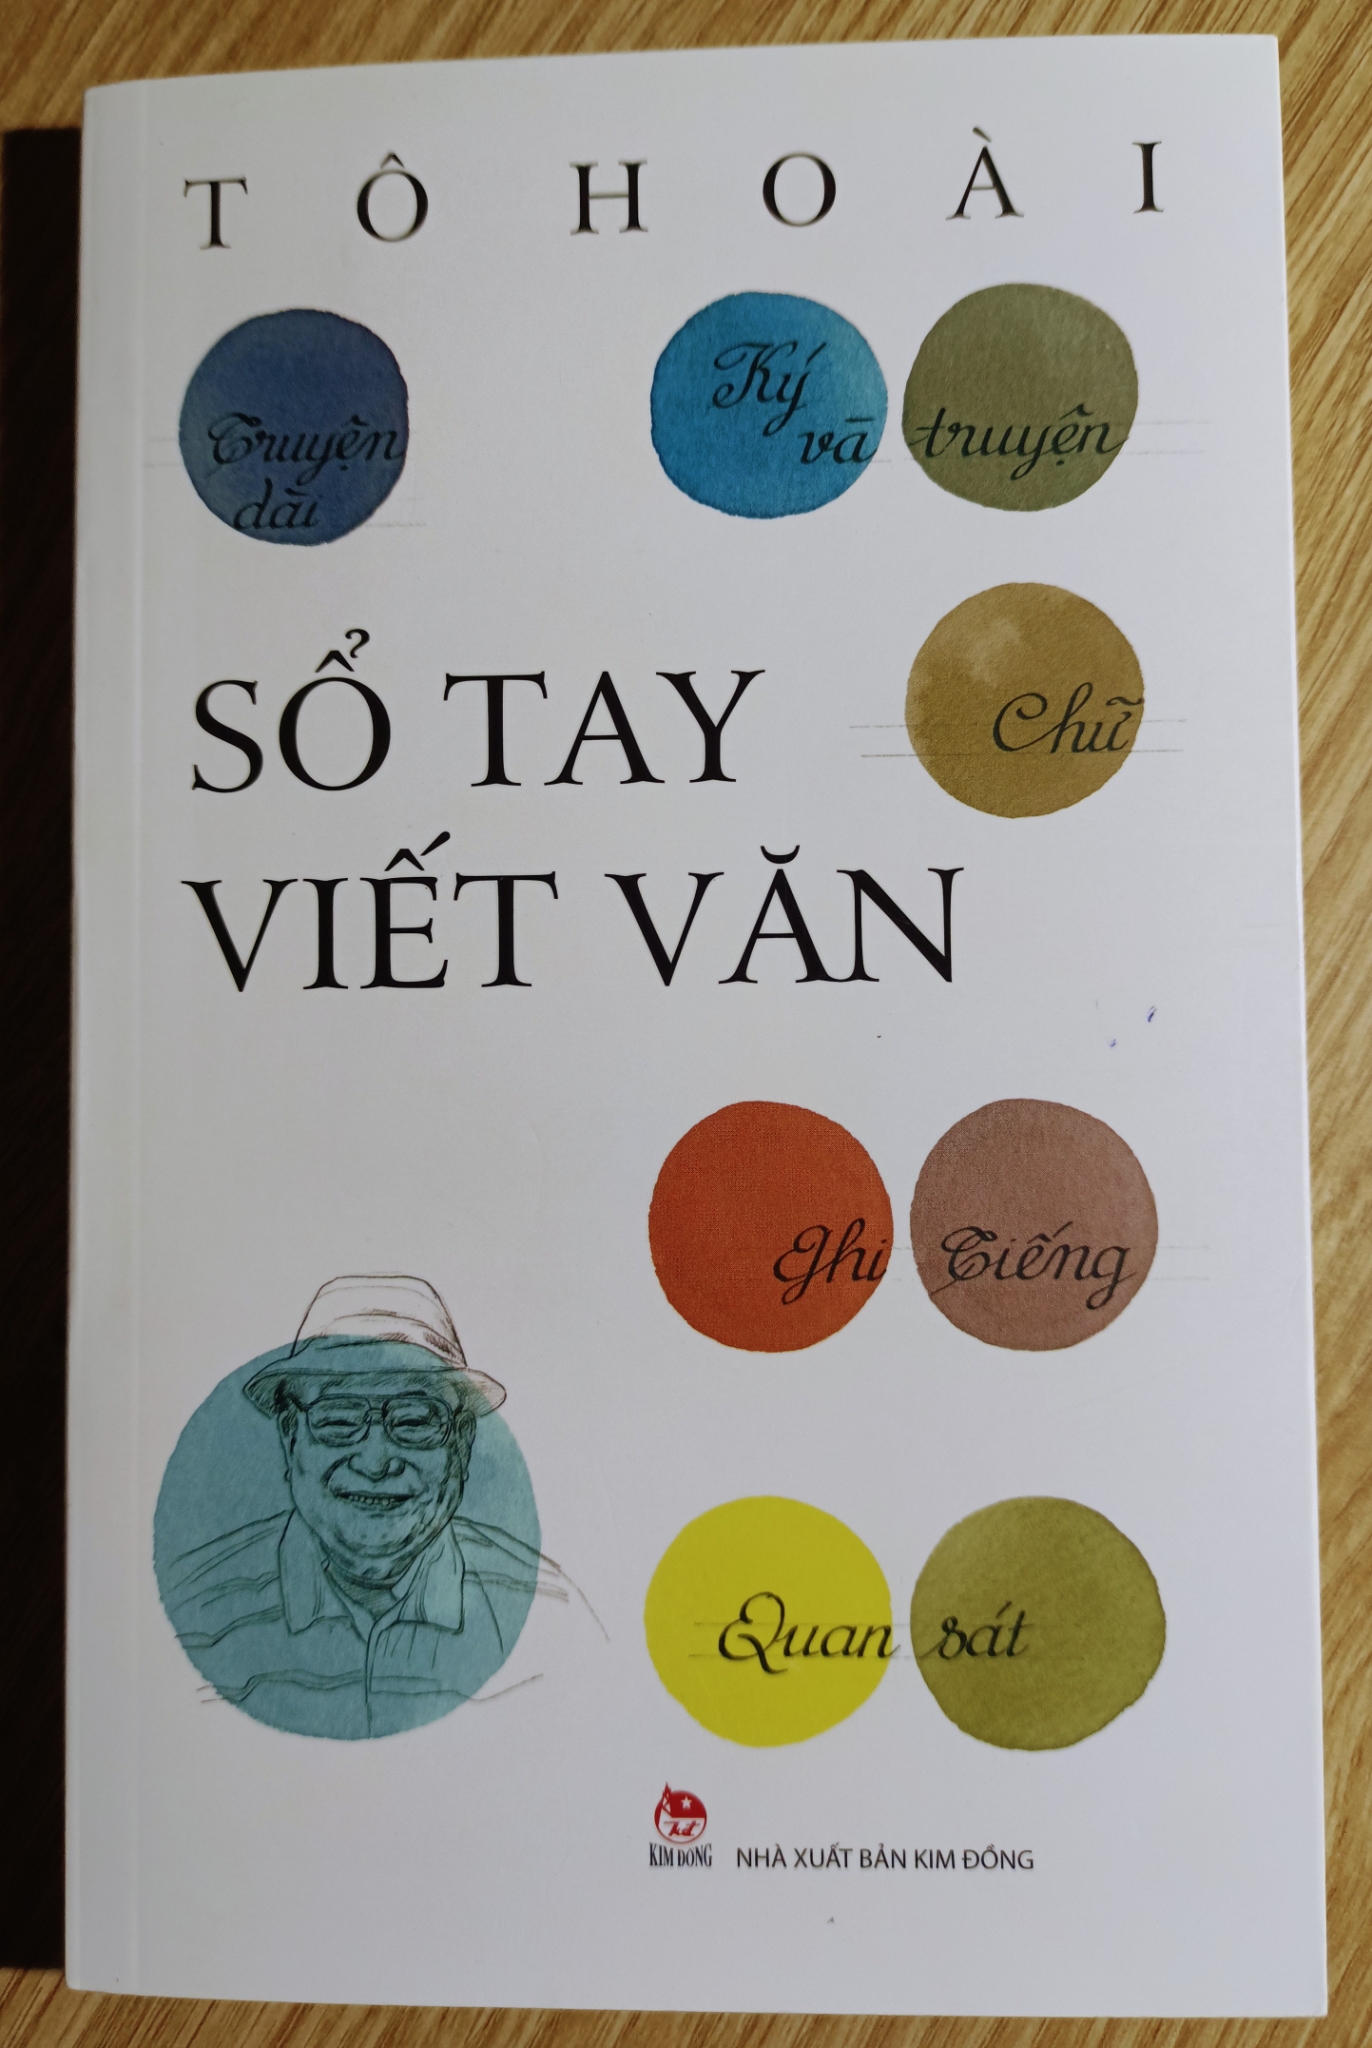 TÔ HOÀI
Truyện
dài
Ký
và truyện
SỔ TAY
Chữ
VIẾT VĂN
Ghi Tiếng
Quan sát
kđ
KIM ĐỒNG
NHÀ XUẤT BẢN KIM ĐỒNG